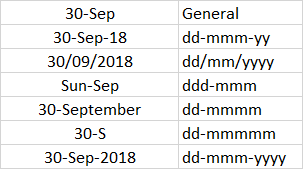 30-Sep General
30-Sep-18 dd-mmm-yy
30/09/2018 dd/mm/yyyy
Sun-Sep ddd-mmm
30-September dd-mmmm
30-S dd-mmmmm
30-Sep-2018 dd-mmm-yyyy